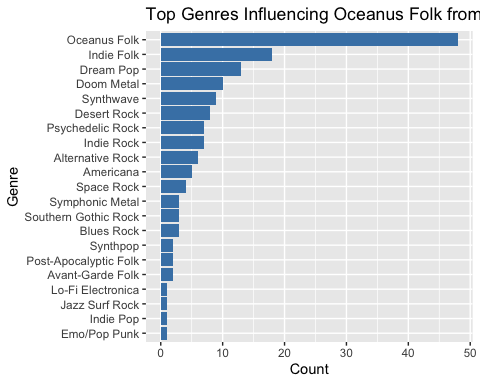 Top Genres Influencing Oceanus Folk from
Oceanus Folk
Indie Folk
Dream Pop
Doom Metal
Synthwave
Desert Rock
Psychedelic Rock
Indie Rock
Alternative Rock
Americana
Space Rock
Symphonic Metal
Southern Gothic Rock
Blues Rock
Synthpop
Post-Apocalyptic Folk
Avant-Garde Folk
Lo-Fi Electronica
Jazz Surf Rock
Indie Pop
Emo/Pop Punk
Genre
0 10 20 30 40 50
Count